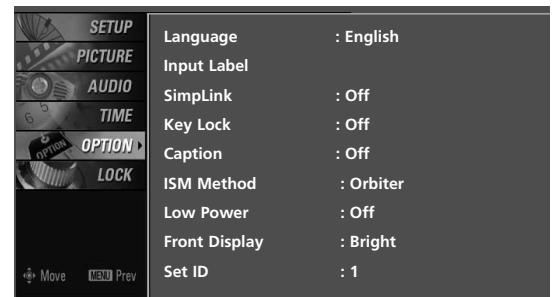 SETUP
PICTURE
AUDIO
TIME
OPTION
LOCK
Move MENU Prev
Language : English
Input Label
SimpLink : Off
Key Lock : Off
Caption : Off
ISM Method : Orbiter
Low Power : Off
Front Display : Bright
Set ID : 1